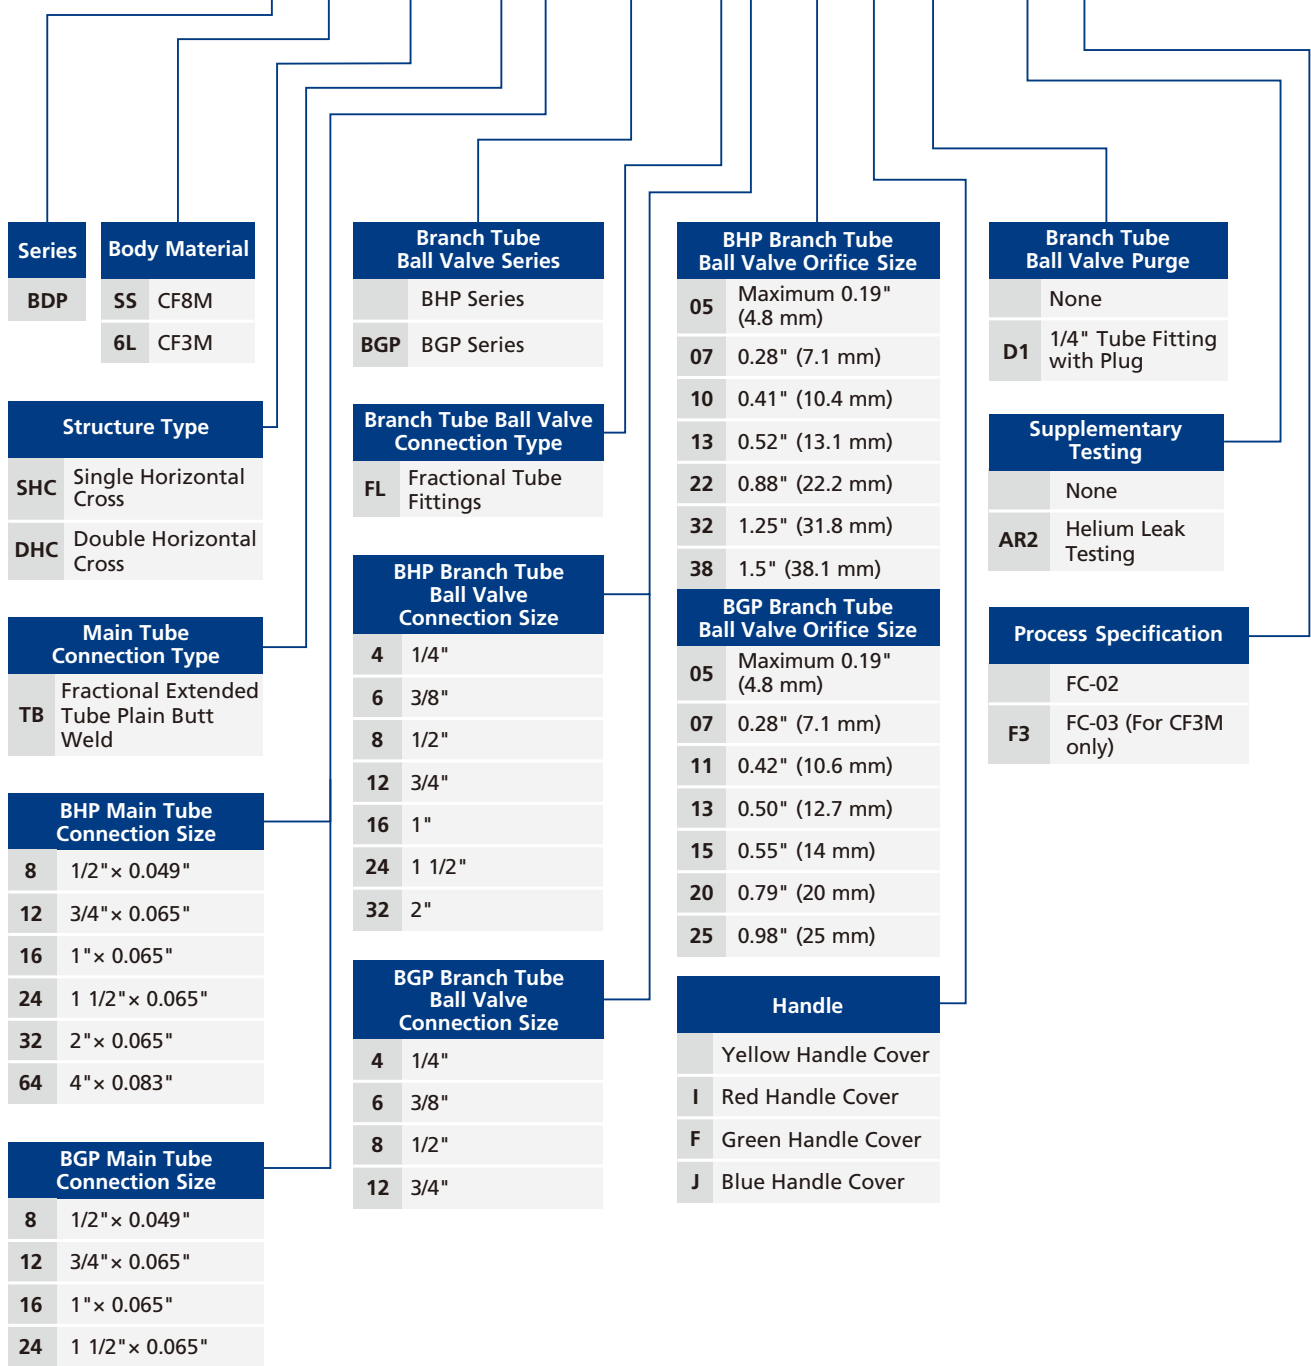 Series
BDP
Body Material
SS CF8M
6L CF3M
Structure Type
SHC Single Horizontal
Cross
DHC Double Horizontal
Cross
Main Tube
Connection Type
TB Fractional Extended
Tube Plain Butt
Weld
BHP Main Tube
Connection Size
8 1/2"× 0.049"
12 3/4"× 0.065"
16 1"× 0.065"
24 1 1/2"× 0.065"
32 2"× 0.065"
64 4"× 0.083"
BGP Main Tube
Connection Size
8 1/2"× 0.049"
12 3/4"× 0.065"
16 1"× 0.065"
24 1 1/2"× 0.065"
Branch Tube
Ball Valve Series
BHP Series
BGP BGP Series
Branch Tube Ball Valve
Connection Type
FL Fractional Tube
Fittings
BHP Branch Tube
Ball Valve
Connection Size
4 1/4"
6 3/8"
8 1/2"
12 3/4"
16 1"
24 1 1/2"
32 2"
BGP Branch Tube
Ball Valve
Connection Size
4 1/4"
6 3/8"
8 1/2"
12 3/4"
BHP Branch Tube
Ball Valve Orifice Size
05 Maximum 0.19"
(4.8 mm)
07 0.28" (7.1 mm)
10 0.41" (10.4 mm)
13 0.52" (13.1 mm)
22 0.88" (22.2 mm)
32 1.25" (31.8 mm)
38 1.5" (38.1 mm)
BGP Branch Tube
Ball Valve Orifice Size
05 Maximum 0.19"
(4.8 mm)
07 0.28" (7.1 mm)
11 0.42" (10.6 mm)
13 0.50" (12.7 mm)
15 0.55" (14 mm)
20 0.79" (20 mm)
25 0.98" (25 mm)
Handle
Yellow Handle Cover
I Red Handle Cover
F Green Handle Cover
J Blue Handle Cover
Branch Tube
Ball Valve Purge
None
D1 1/4" Tube Fitting
with Plug
Supplementary
Testing
None
AR2 Helium Leak
Testing
Process Specification
FC-02
F3 FC-03 (For CF3M
only)